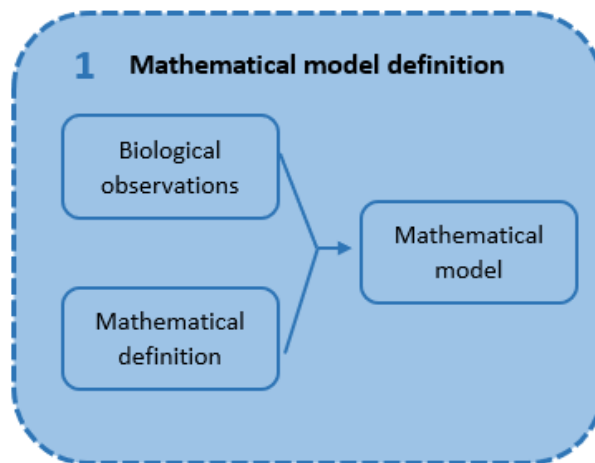 1 Mathematical model definition
Biological
observations
Mathematical
model
Mathematical
definition